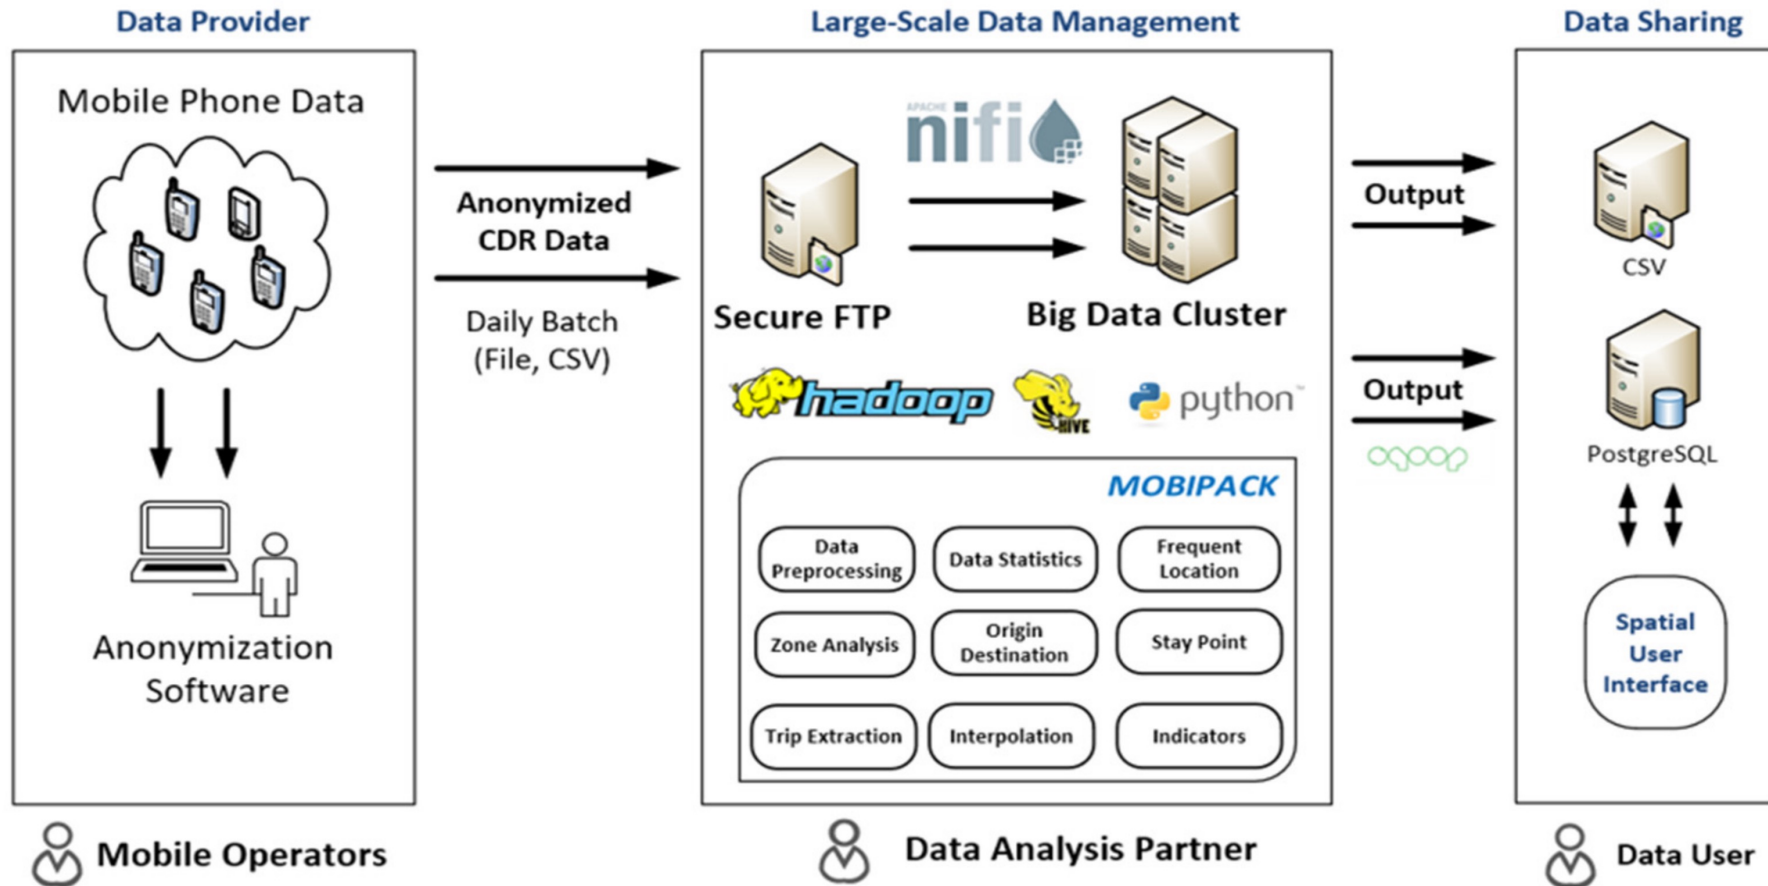 Data Provider
Large-Scale Data Management
Data Sharing
Mobile Phone Data
Anonymized
CDR Data
Daily Batch
(File, CSV)
Anonymization
Software
Mobile Operators
APACHE
nifi
Secure FTP
Big Data Cluster
hadoop
HIVE
python™
MOBIPACK
Data
Preprocessing
Data Statistics
Frequent
Location
Zone Analysis
Origin
Destination
Stay Point
Trip Extraction
Interpolation
Indicators
Data Analysis Partner
Output
Output
sqoop
CSV
PostgreSQL
Spatial
User
Interface
Data User